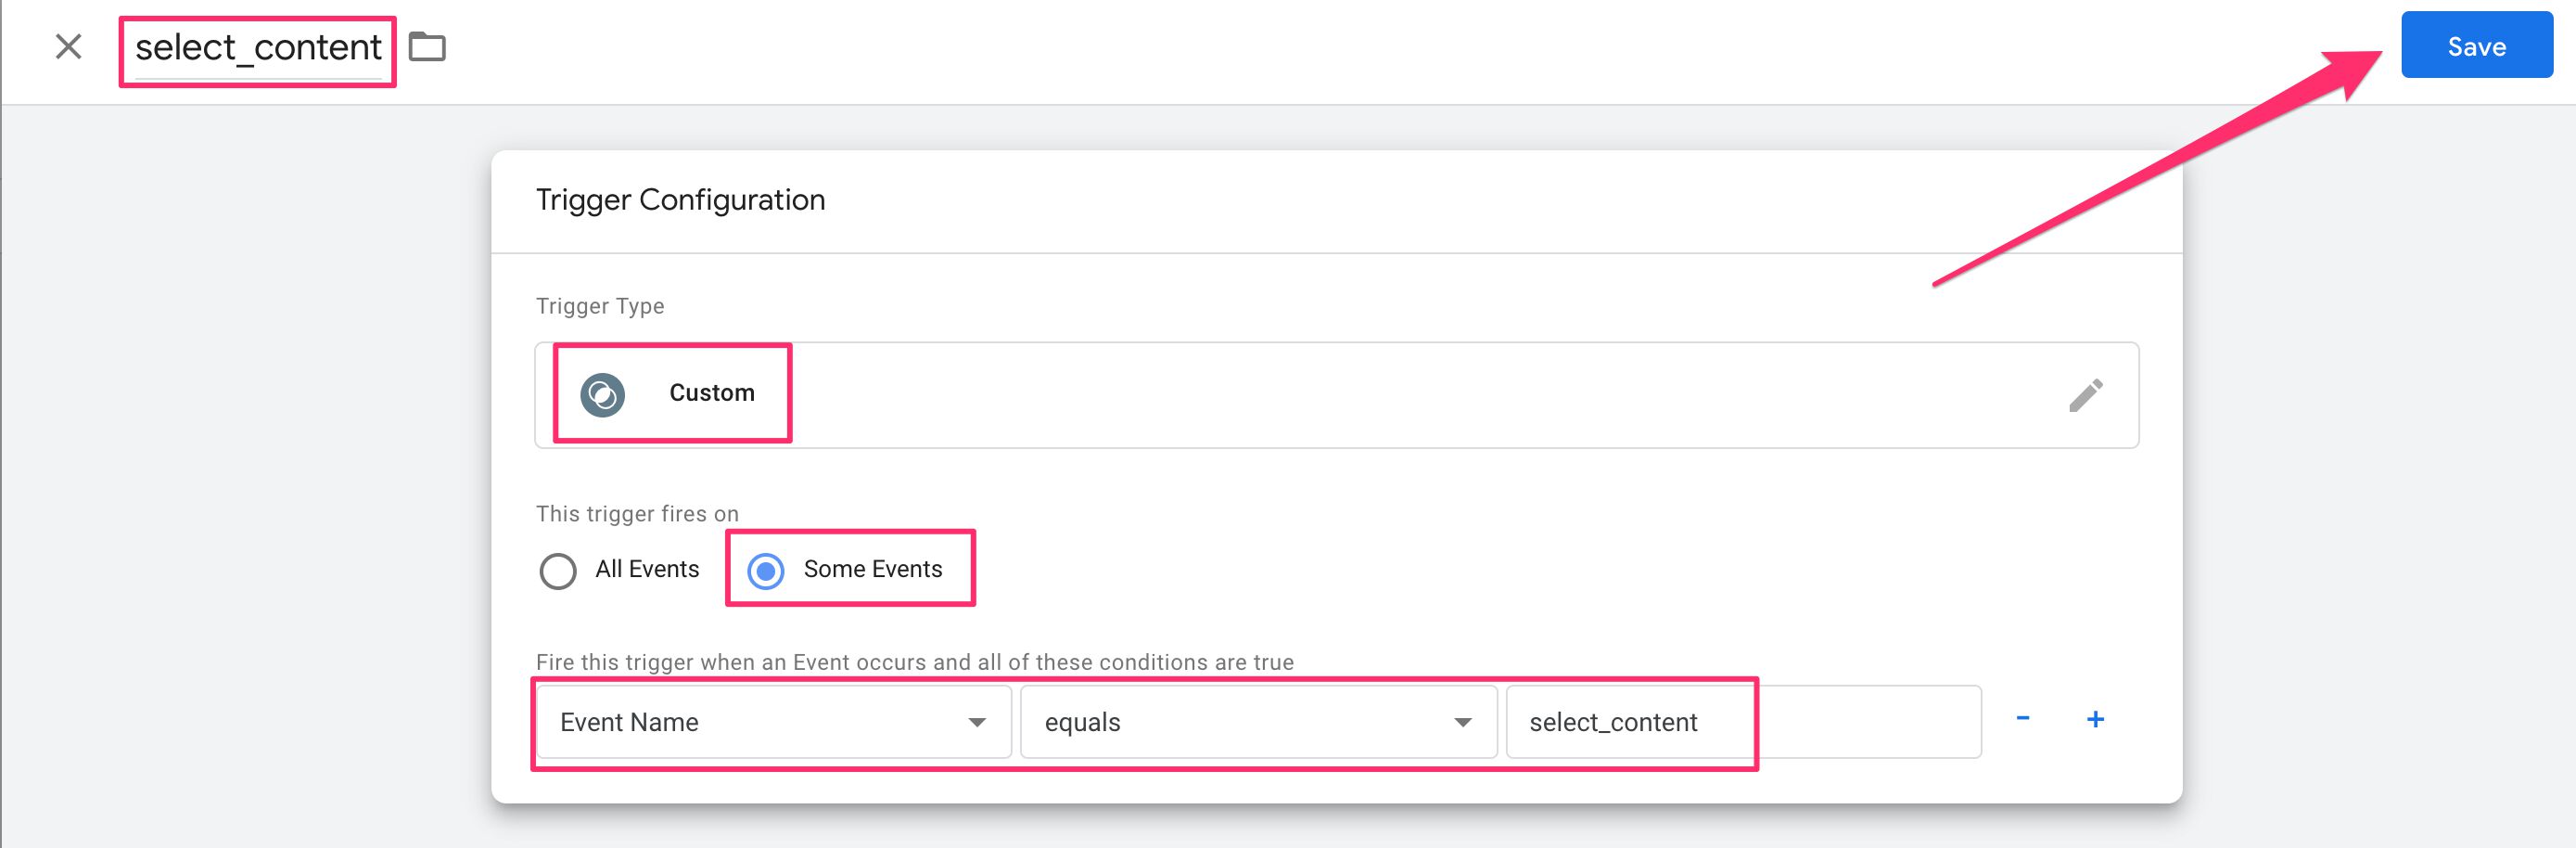 select_content
Save
Trigger Configuration
Trigger Type
Custom
This trigger fires on
All Events Some Events
Fire this trigger when an Event occurs and all of these conditions are true
Event Name equals select_content - +